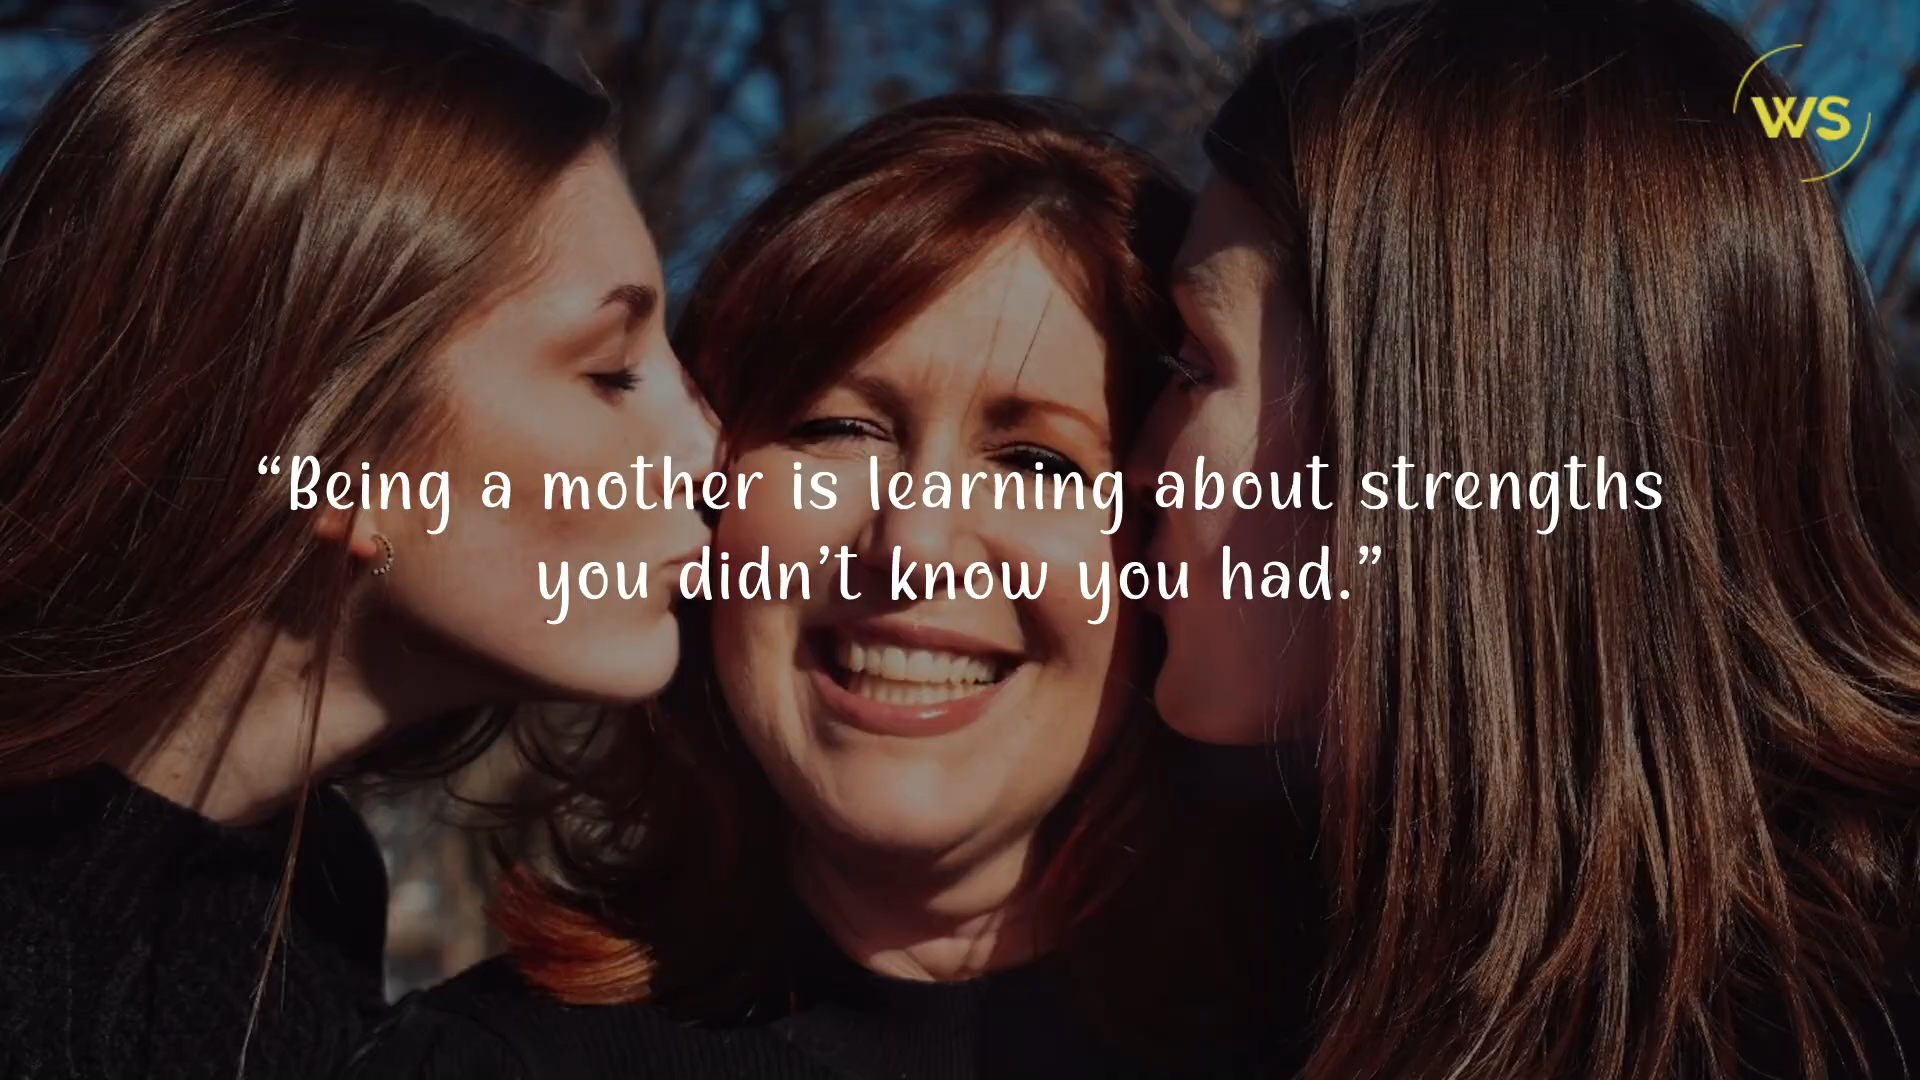 WS
“Being a mother is learning about strengths
you didn’t know you had.”